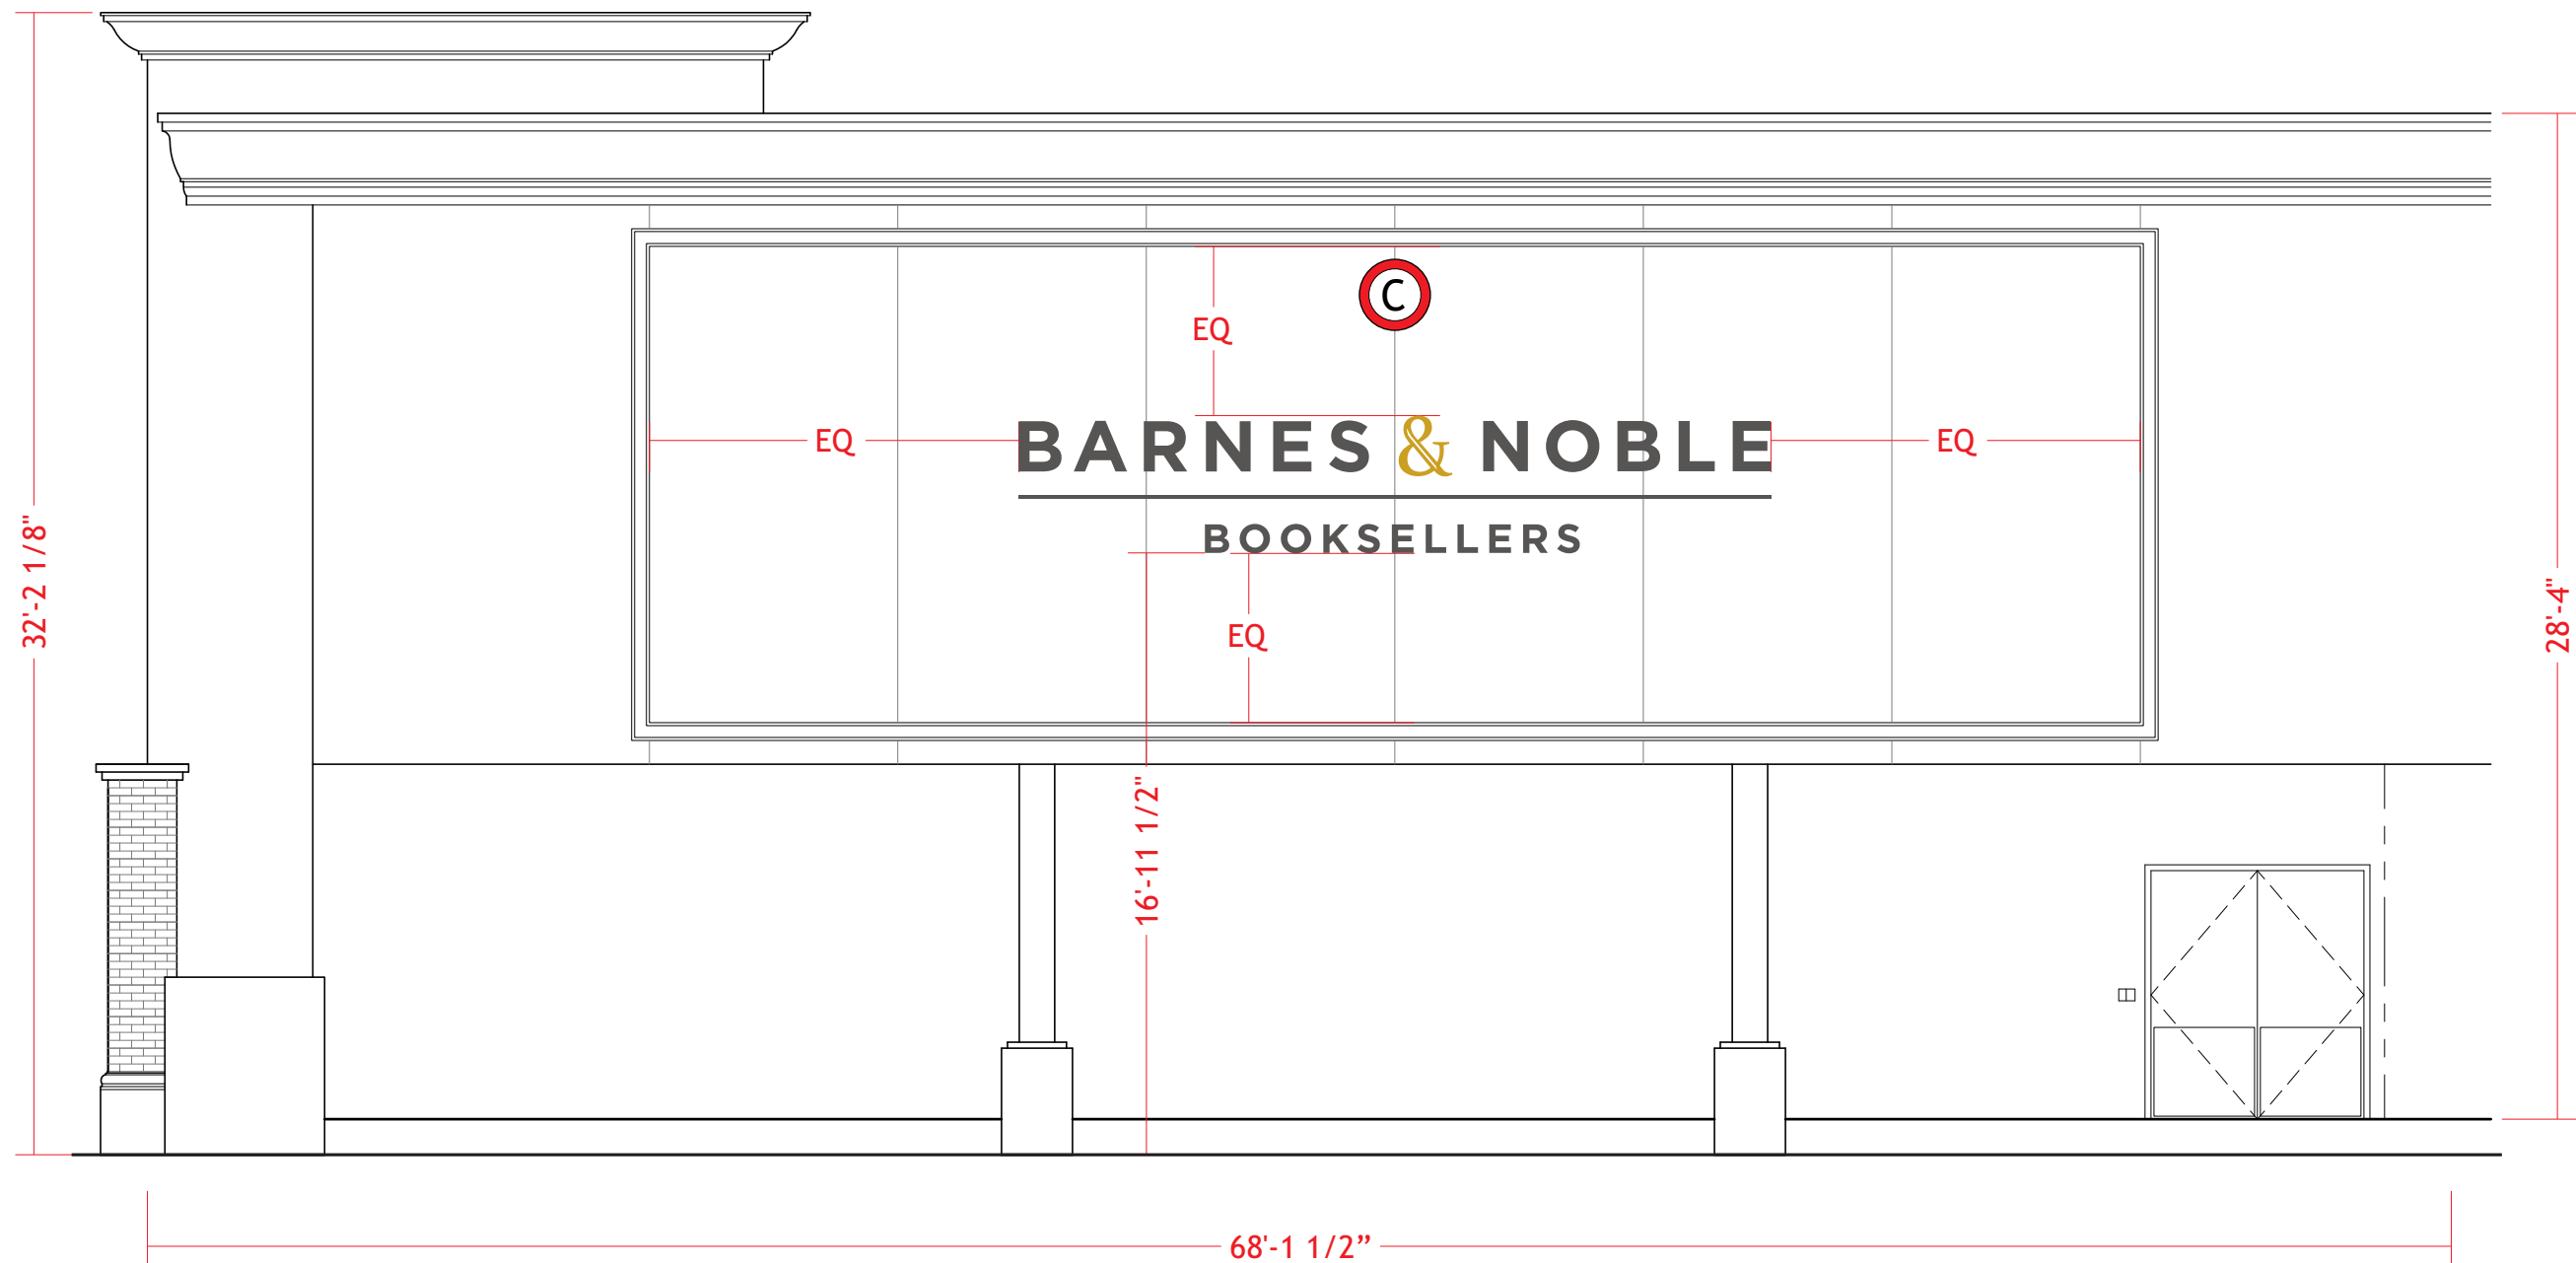 C
EQ
EQ
BARNES & NOBLE
EQ
BOOKSELLERS
EQ
32'-2 1/8"
28'-4"
16'-11 1/2"
68'-1 1/2”